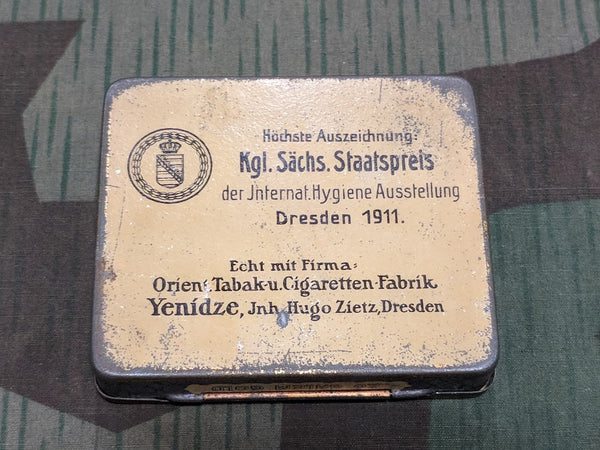 Höchste Auszeichnung:
Kgl. Sächs. Staatspreis
der Jnternat. Hygiene Ausstellung
Dresden 1911.
Echt mit Firma:
Orient. Tabak-u. Cigaretten-Fabrik
Yenidze, Jnh. Hugo Zietz, Dresden